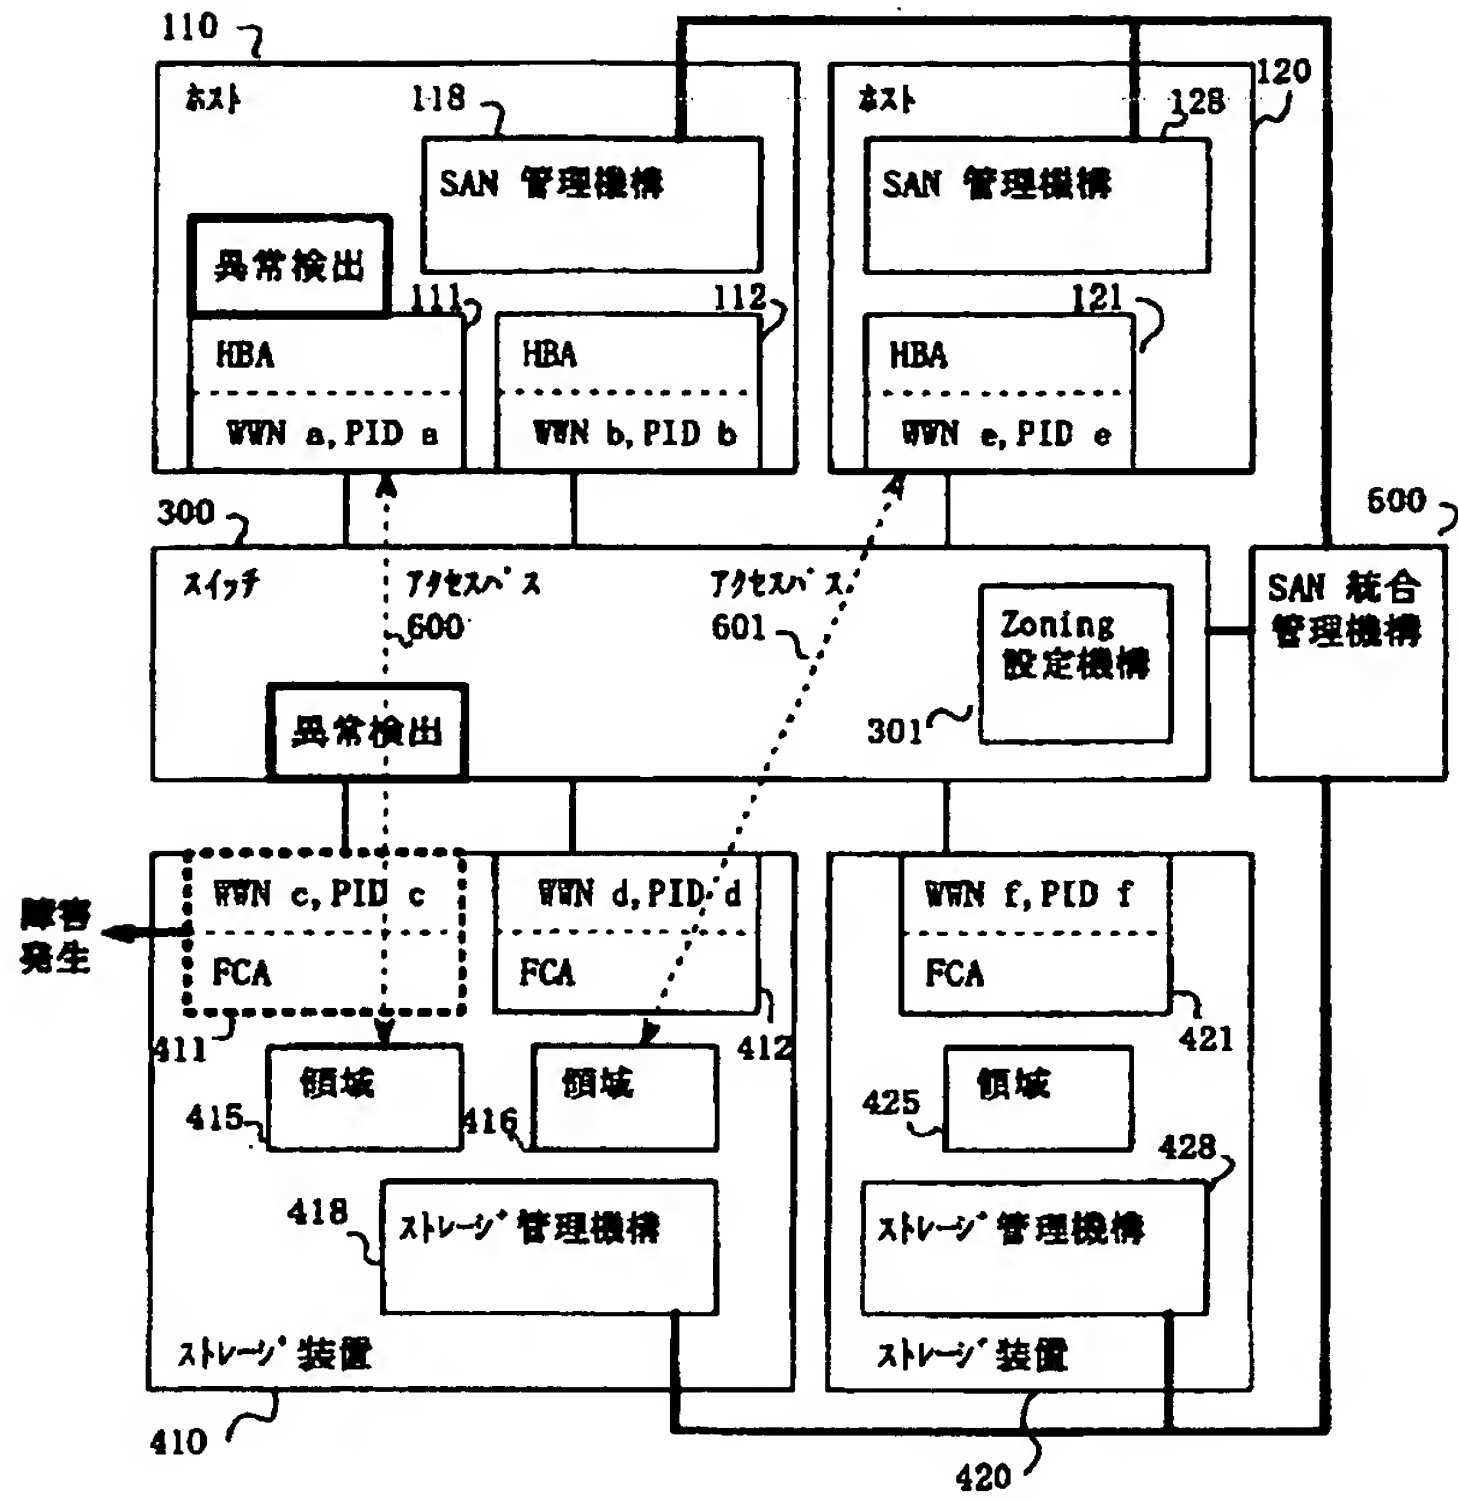 110
ホスト
118
SAN 管理機構
異常検出
111
HBA
WWN a, PID a
112
HBA
WWN b, PID b
120
ホスト
128
SAN 管理機構
121
HBA
WWN e, PID e
300
スイッチ
アクセスパス
600
アクセスパス
601
Zoning
設定機構
301
異常検出
600
SAN 統合
管理機構
障害
発生
WWN c, PID c
FCA
411
WWN d, PID d
FCA
412
WWN f, PID f
FCA
421
領域
415
領域
416
領域
425
418
ストレージ管理機構
428
ストレージ管理機構
ストレージ装置
410
ストレージ装置
420